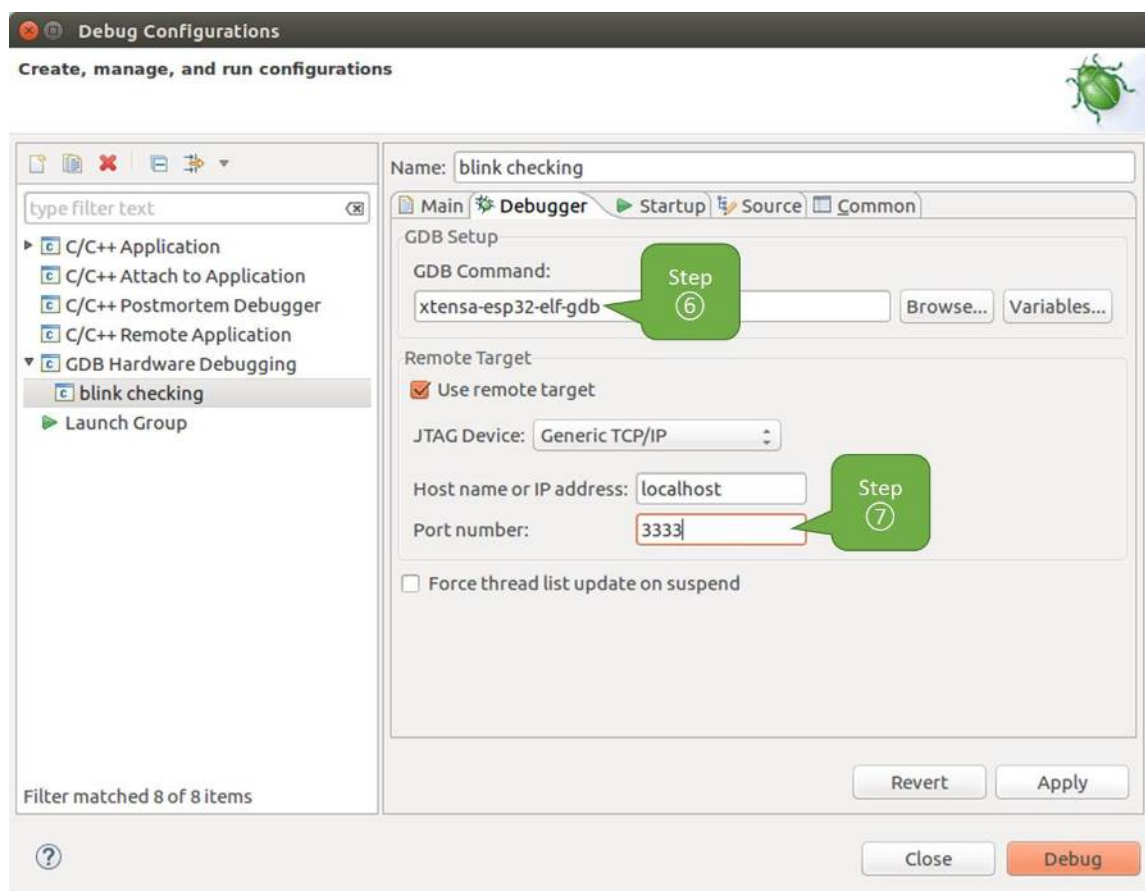 Debug Configurations
Create, manage, and run configurations
type filter text
C/C++ Application
C/C++ Attach to Application
C/C++ Postmortem Debugger
C/C++ Remote Application
GDB Hardware Debugging
blink checking
Launch Group
Filter matched 8 of 8 items
Name: blink checking
Main Debugger Startup Source Common
GDB Setup
GDB Command:
xtensa-esp32-elf-gdb
Browse... Variables...
Step
⑥
Remote Target
Use remote target
JTAG Device: Generic TCP/IP
Host name or IP address: localhost
Port number: 3333
Step
⑦
Force thread list update on suspend
Revert Apply
? Close Debug